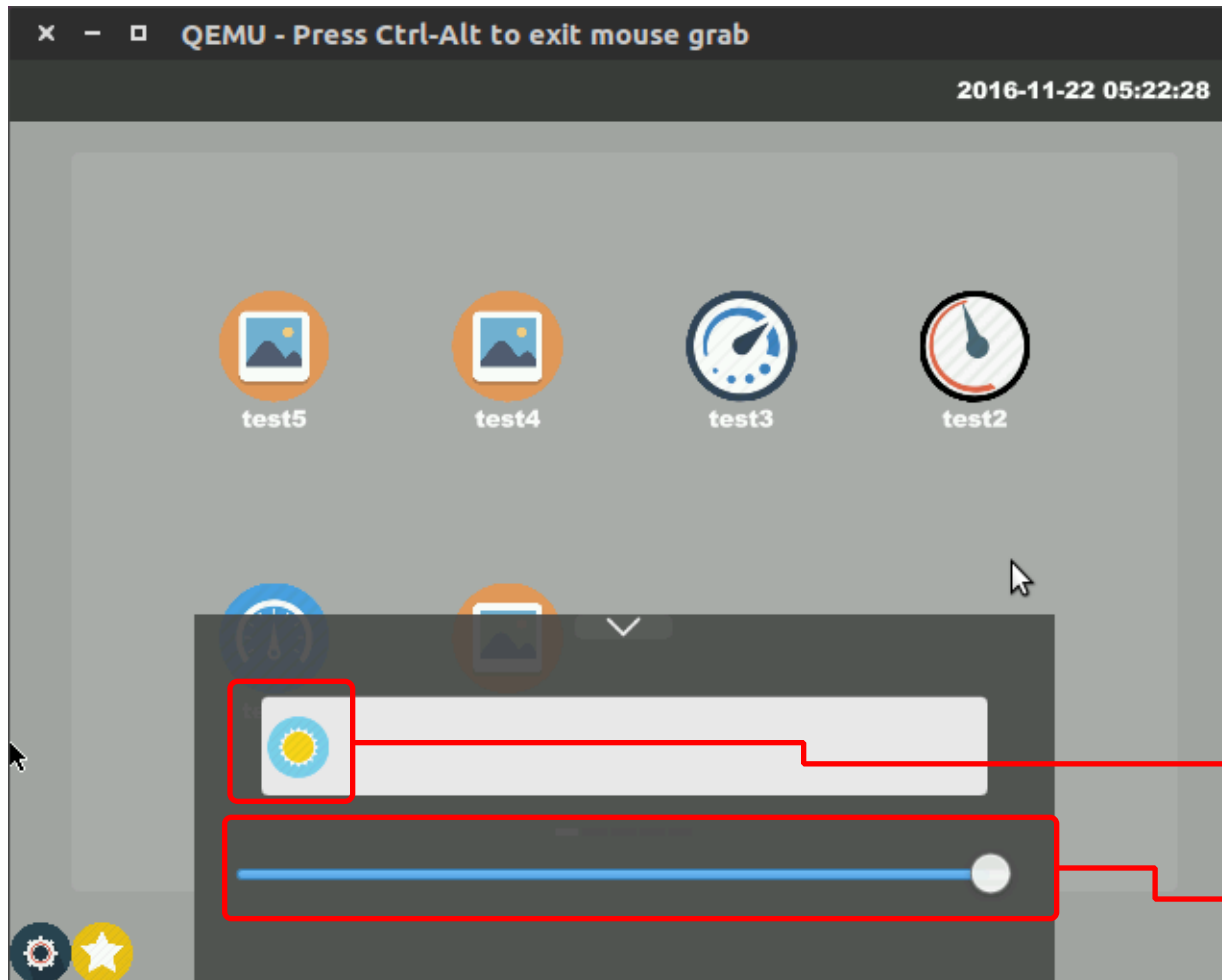 QEMU - Press Ctrl-Alt to exit mouse grab
2016-11-22 05:22:28
test5
test4
test3
test2